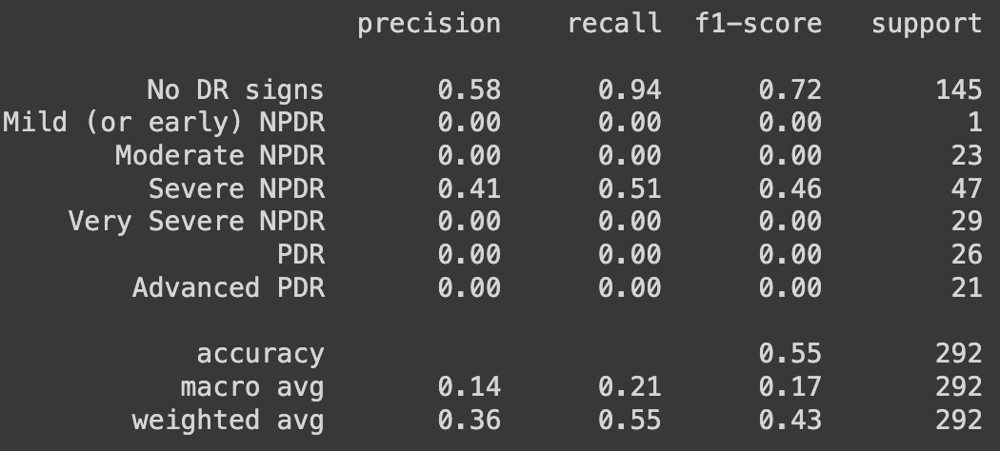 precision recall f1-score support
No DR signs 0.58 0.94 0.72 145
Mild (or early) NPDR 0.00 0.00 0.00 1
Moderate NPDR 0.00 0.00 0.00 23
Severe NPDR 0.41 0.51 0.46 47
Very Severe NPDR 0.00 0.00 0.00 29
PDR 0.00 0.00 0.00 26
Advanced PDR 0.00 0.00 0.00 21
accuracy 0.55 292
macro avg 0.14 0.21 0.17 292
weighted avg 0.36 0.55 0.43 292